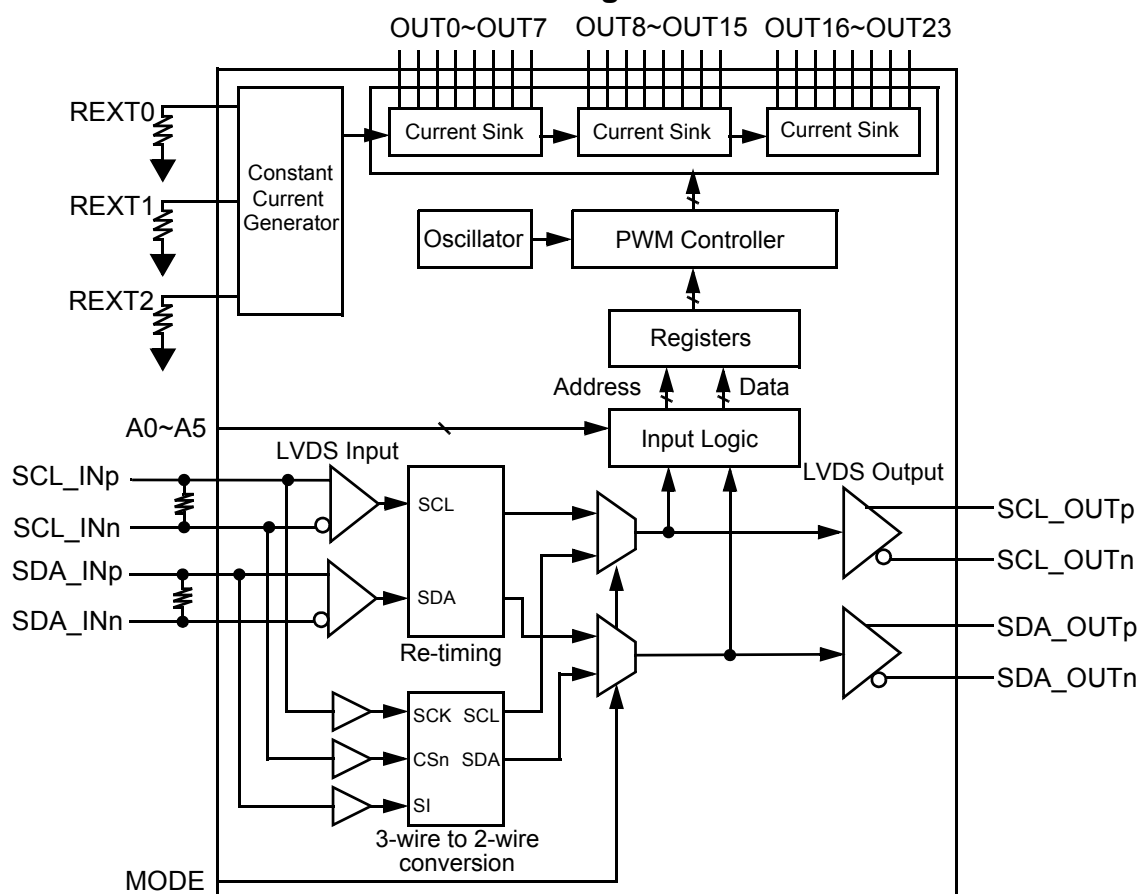 OUT0~OUT7 OUT8~OUT15 OUT16~OUT23
REXT0
REXT1
REXT2
Constant
Current
Generator
Current Sink
Current Sink
Current Sink
Oscillator
PWM Controller
Registers
Address
Data
A0~A5
Input Logic
LVDS Input
LVDS Output
SCL_INp
SCL_INn
SDA_INp
SDA_INn
SCL
SDA
Re-timing
SCL_OUTp
SCL_OUTn
SDA_OUTp
SDA_OUTn
SCK SCL
CSn SDA
SI
3-wire to 2-wire
conversion
MODE